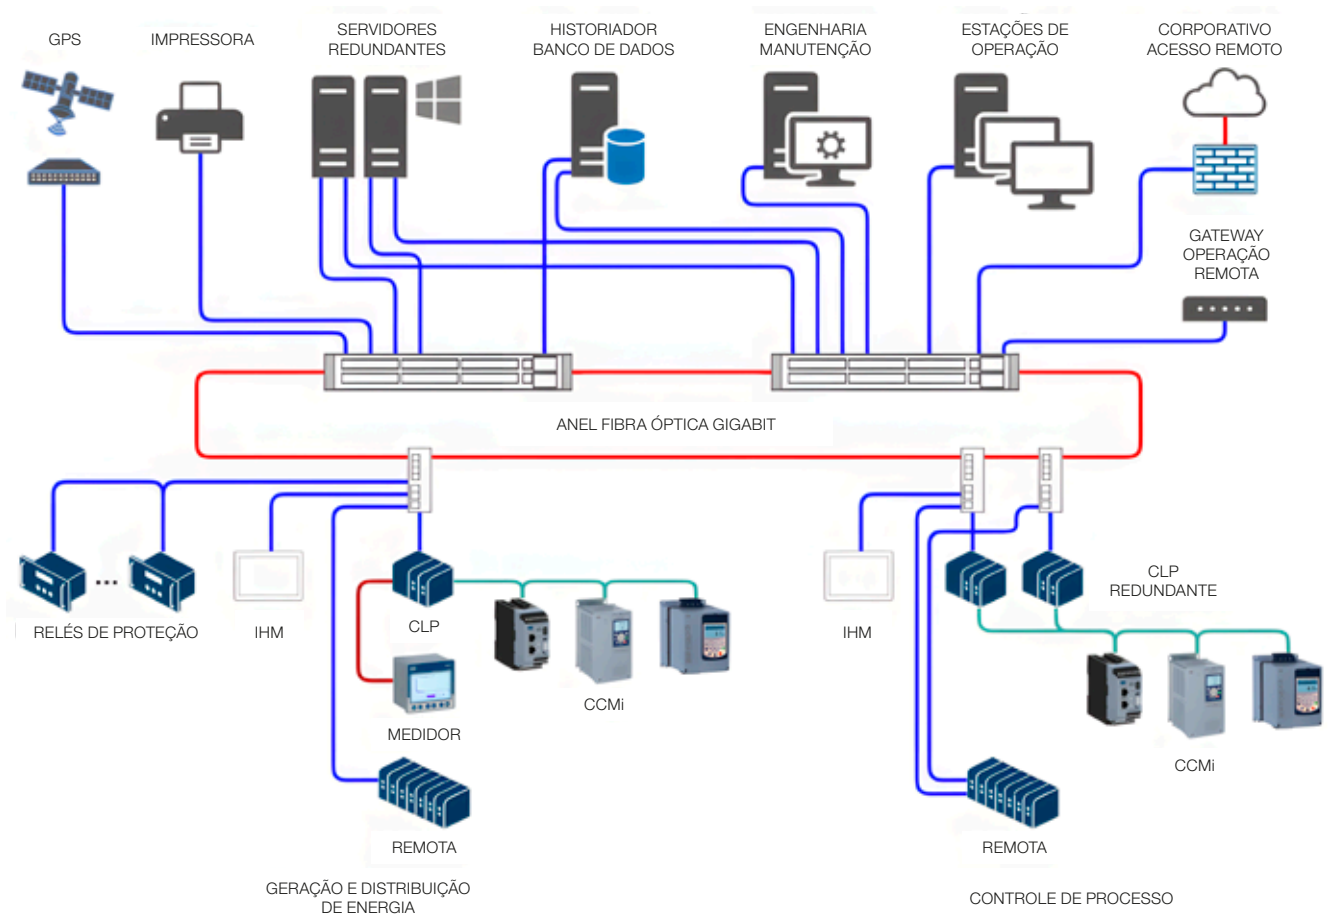 GPS
IMPRESSORA
SERVIDORES
REDUNDANTES
HISTORIADOR
BANCO DE DADOS
ENGENHARIA
MANUTENÇÃO
ESTAÇÕES DE
OPERAÇÃO
CORPORATIVO
ACESSO REMOTO
GATEWAY
OPERAÇÃO
REMOTA
ANEL FIBRA ÓPTICA GIGABIT
RELÉS DE PROTEÇÃO
IHM
CLP
CCMi
MEDIDOR
REMOTA
GERAÇÃO E DISTRIBUIÇÃO
DE ENERGIA
IHM
CLP
REDUNDANTE
CCMi
REMOTA
CONTROLE DE PROCESSO